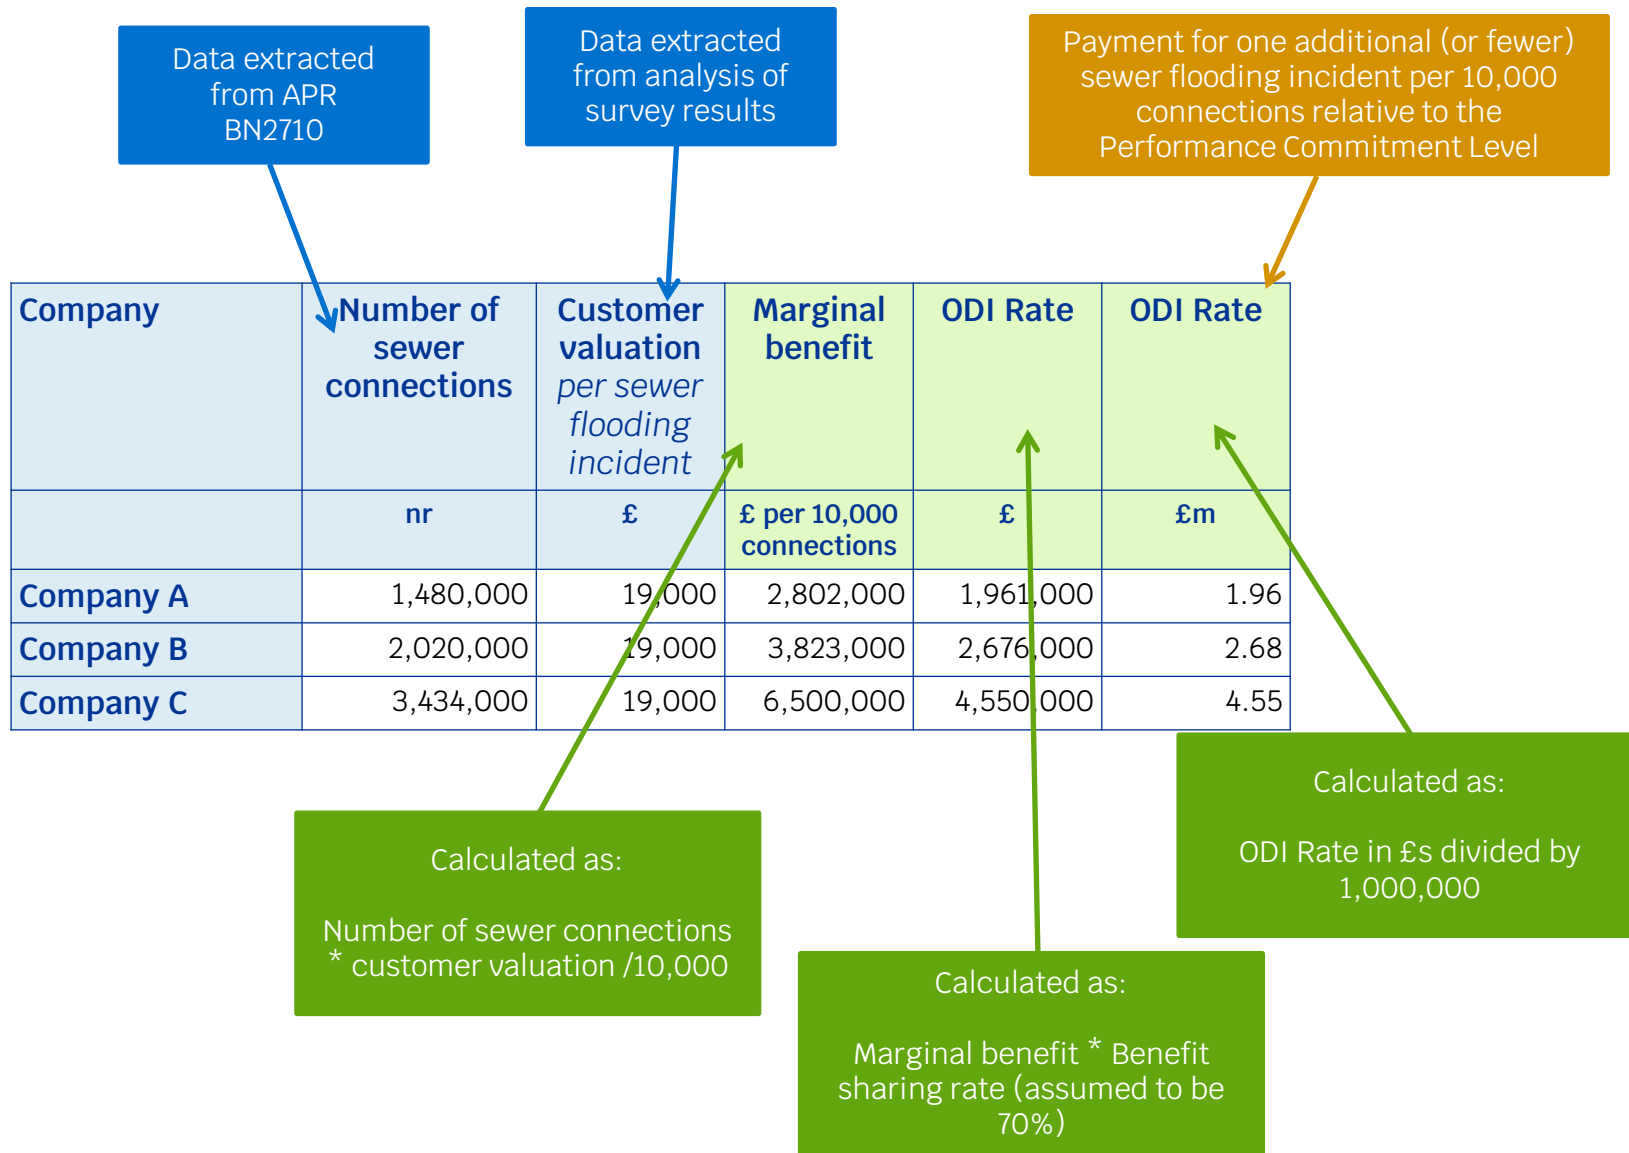 Data extracted
from APR
BN2710
Data extracted
from analysis of
survey results
Payment for one additional (or fewer)
sewer flooding incident per 10,000
connections relative to the
Performance Commitment Level
Company
Number of
sewer
connections
Customer
valuation
per sewer
flooding
incident
Marginal
benefit
ODI Rate
ODI Rate
nr
£
£ per 10,000
connections
£
£m
Company A 1,480,000 19,000 2,802,000 1,961,000 1.96
Company B 2,020,000 19,000 3,823,000 2,676,000 2.68
Company C 3,434,000 19,000 6,500,000 4,550,000 4.55
Calculated as:
Number of sewer connections
* customer valuation /10,000
Calculated as:
Marginal benefit * Benefit
sharing rate (assumed to be
70%)
Calculated as:
ODI Rate in £s divided by
1,000,000